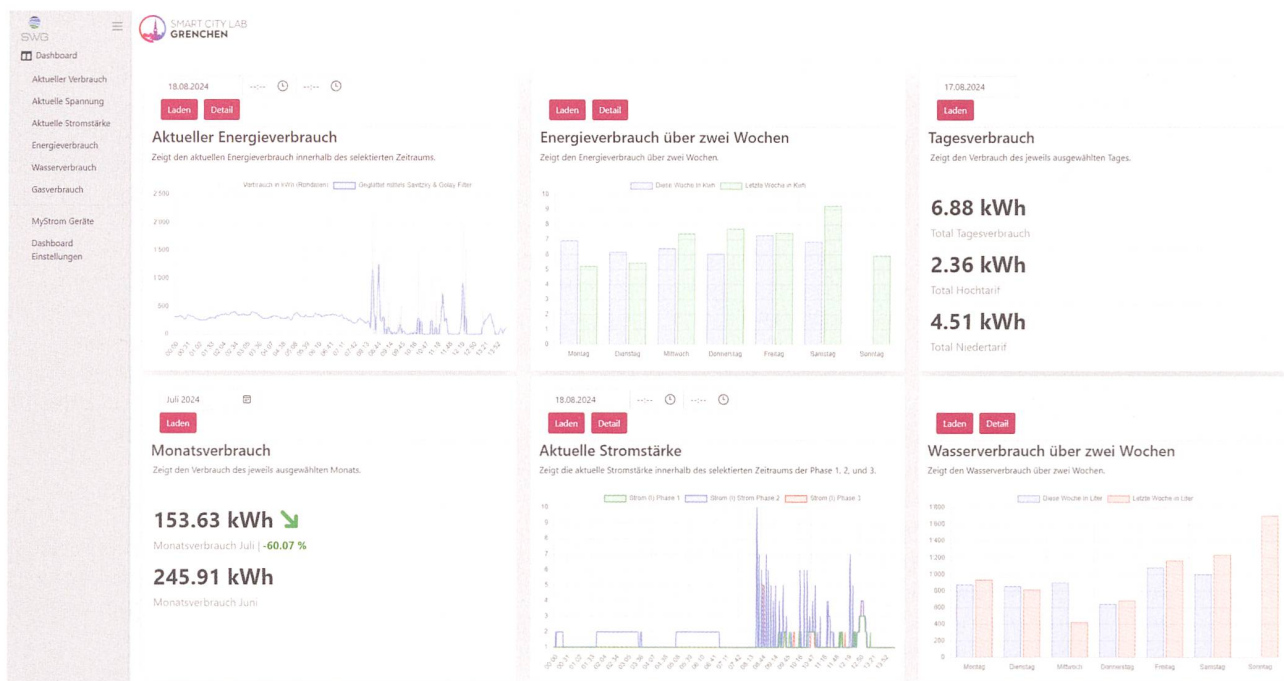 SWG
Dashboard
Aktueller Verbrauch
Aktuelle Spannung
Aktuelle Stromstärke
Energieverbrauch
Wasserverbrauch
Gasverbrauch
MyStrom Geräte
Dashboard
Einstellungen
SMART CITY LAB
GRENCHEN
18.08.2024 --:-- --:--
Laden Detail
Aktueller Energieverbrauch
Zeigt den aktuellen Energieverbrauch innerhalb des selektierten Zeitraums.
2'500
2'000
1'500
1'000
500
0
Laden Detail
Energieverbrauch über zwei Wochen
Zeigt den Energieverbrauch über zwei Wochen.
Diese Woche in Kwh Letzte Woche in Kwh
10
9
8
7
6
5
4
3
2
1
0
Montag Dienstag Mittwoch Donnerstag Freitag Samstag Sonntag
17.08.2024
Laden
Tagesverbrauch
Zeigt den Verbrauch des jeweils ausgewählten Tages.
6.88 kWh
Total Tagesverbrauch
2.36 kWh
Total Hochtarif
4.51 kWh
Total Niedertarif
Juli 2024
Laden
Monatsverbrauch
Zeigt den Verbrauch des jeweils ausgewählten Monats.
153.63 kWh
Monatsverbrauch Juli | -60.07 %
245.91 kWh
Monatsverbrauch Juni
18.08.2024 --:-- --:--
Laden Detail
Aktuelle Stromstärke
Zeigt die aktuelle Stromstärke innerhalb des selektierten Zeitraums der Phase 1, 2, und 3.
Strom (I) Phase 1 Strom (I) Strom Phase 2 Strom (I) Phase 3
10
9
8
7
6
5
4
3
2
Laden Detail
Wasserverbrauch über zwei Wochen
Zeigt den Wasserverbrauch über zwei Wochen.
Diese Woche in Liter Letzte Woche in Liter
1'800
1'600
1'400
1'200
1'000
800
600
400
200
0
Montag Dienstag Mittwoch Donnerstag Freitag Samstag Sonntag